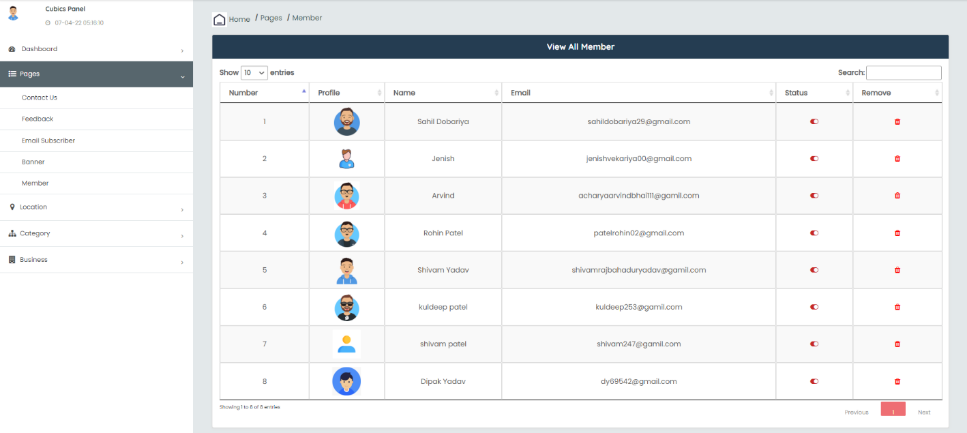 Cubics Panel
07-04-22 05:16:10
Dashboard
Pages
Contact Us
Feedback
Email Subscriber
Banner
Member
Location
Category
Business
Home / Pages / Member
View All Member
Show 10 entries Search:
Number Profile Name Email Status Remove
1 Sahil Dobariya sahildobariya29@gmail.com
2 Jenish jenishvekariya00@gmail.com
3 Arvind acharyaarvindbhai111@gamil.com
4 Rohin Patel patelrohin02@gmail.com
5 Shivam Yadav shivamrajbahaduryadav@gamil.com
6 kuldeep patel kuldeep253@gamil.com
7 shivam patel shivam247@gamil.com
8 Dipak Yadav dy69542@gmail.com
Showing 1 to 8 of 8 entries
Previous 1 Next